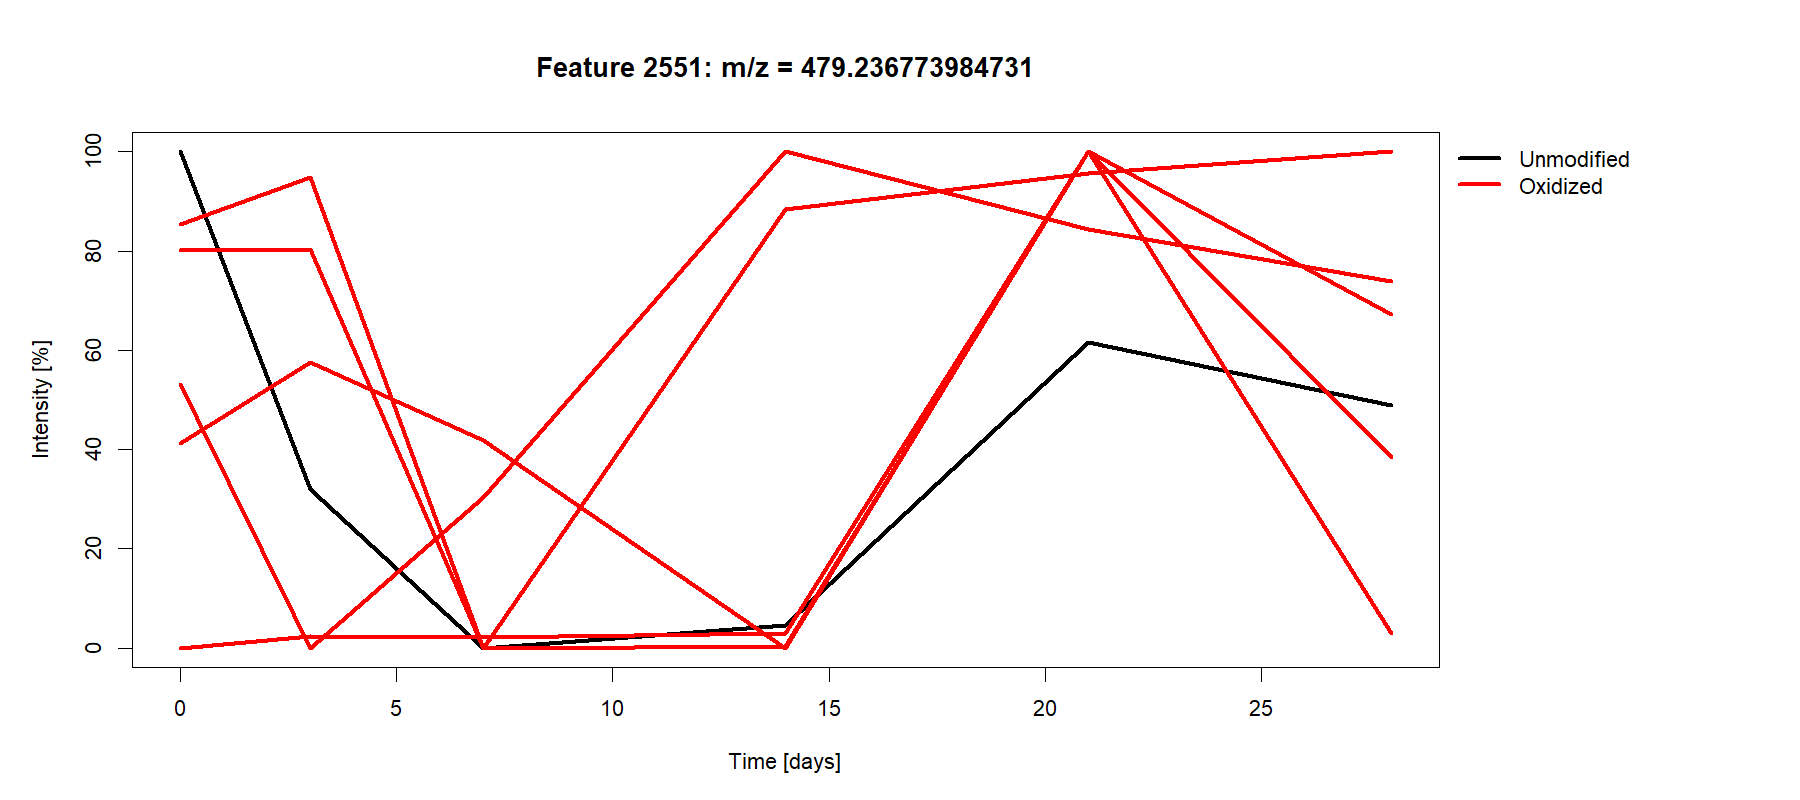 Feature 2551: m/z = 479.236773984731
Unmodified
Oxidized
Intensity [%]
100
80
60
40
20
0
0 5 10 15 20 25
Time [days]